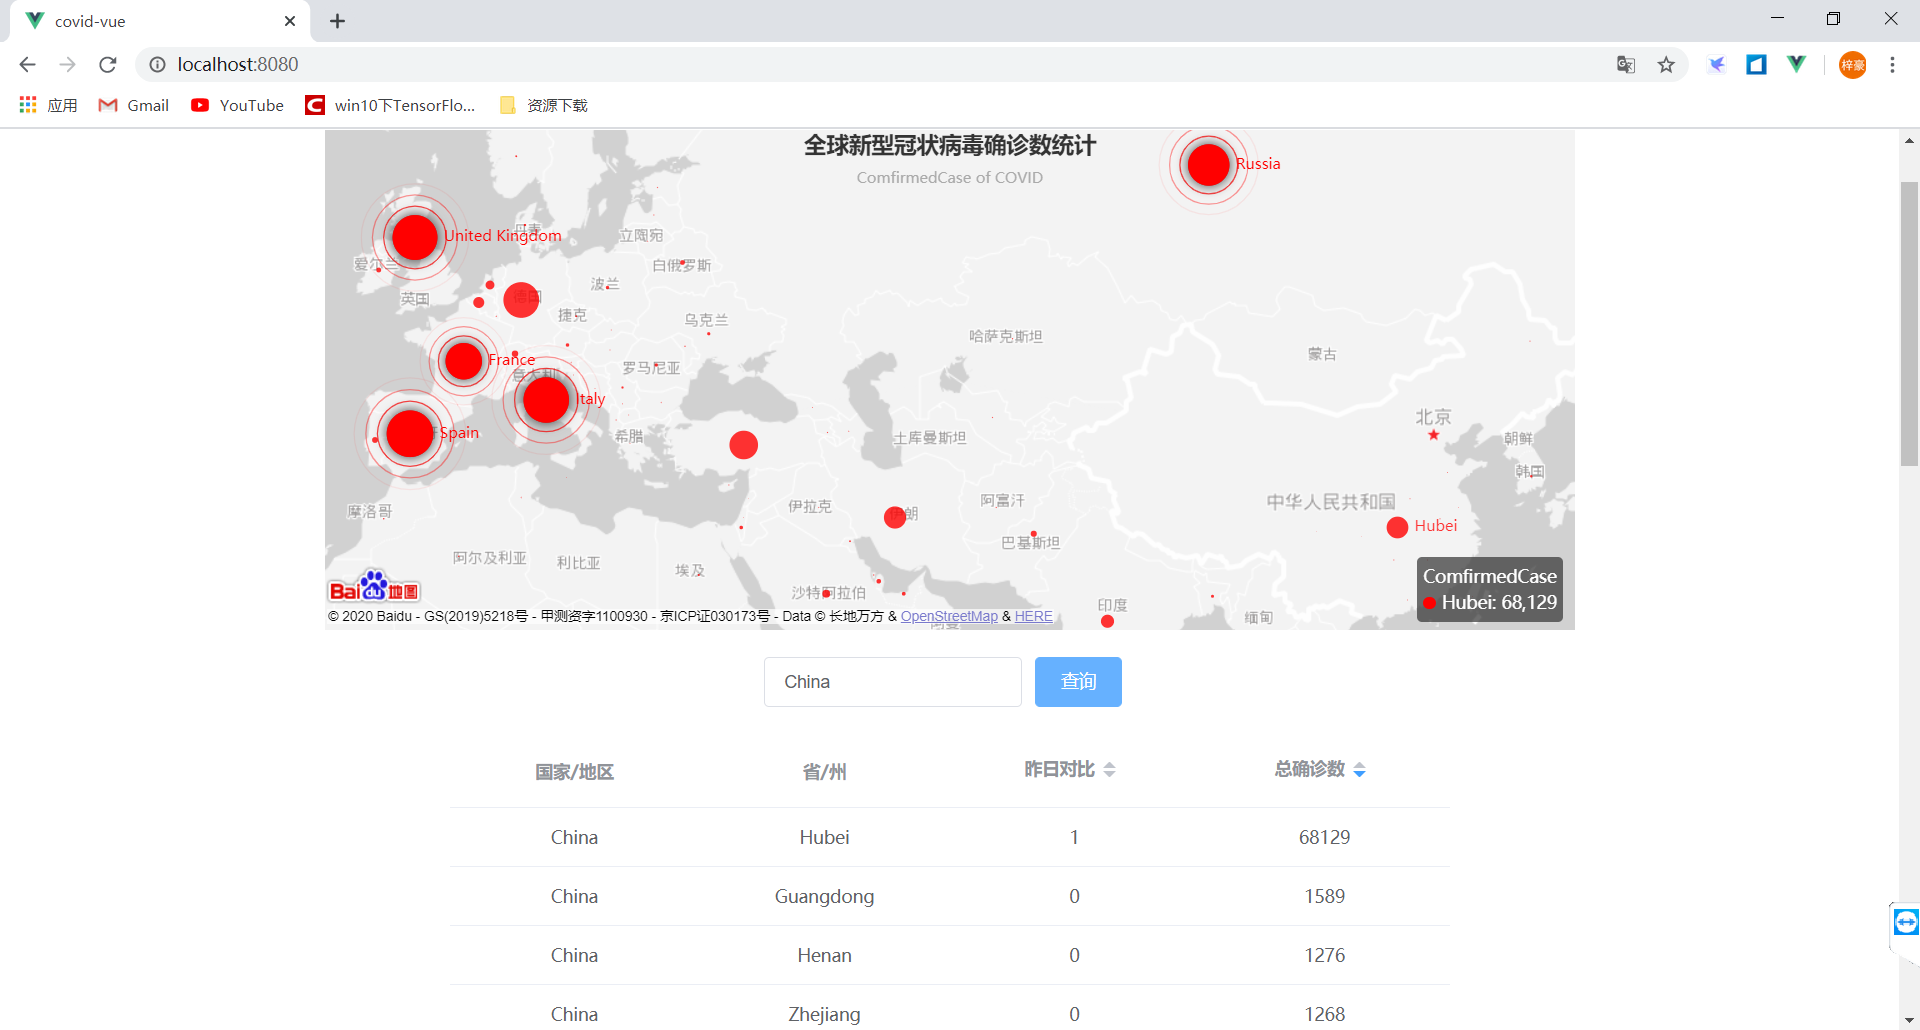 covid-vue
localhost:8080
梓豪
应用
Gmail
YouTube
win10下TensorFlo...
资源下载
全球新型冠状病毒确诊数统计
ComfirmedCase of COVID
Russia
丹麦
United Kingdom
立陶宛
爱尔兰
白俄罗斯
英国
德国
波兰
捷克
乌克兰
哈萨克斯坦
蒙古
France
意大利
罗马尼亚
Italy
北京
Spain
希腊
土库曼斯坦
朝鲜
韩国
摩洛哥
伊拉克
伊朗
阿富汗
中华人民共和国
Hubei
巴基斯坦
阿尔及利亚
利比亚
埃及
沙特阿拉伯
印度
缅甸
ComfirmedCase
Hubei: 68,129
Bai du 地图
© 2020 Baidu - GS(2019)5218号 - 甲测资字1100930 - 京ICP证030173号 - Data © 长地万方 & OpenStreetMap & HERE
China
查询
国家/地区 省/州 昨日对比 总确诊数
China Hubei 1 68129
China Guangdong 0 1589
China Henan 0 1276
China Zhejiang 0 1268